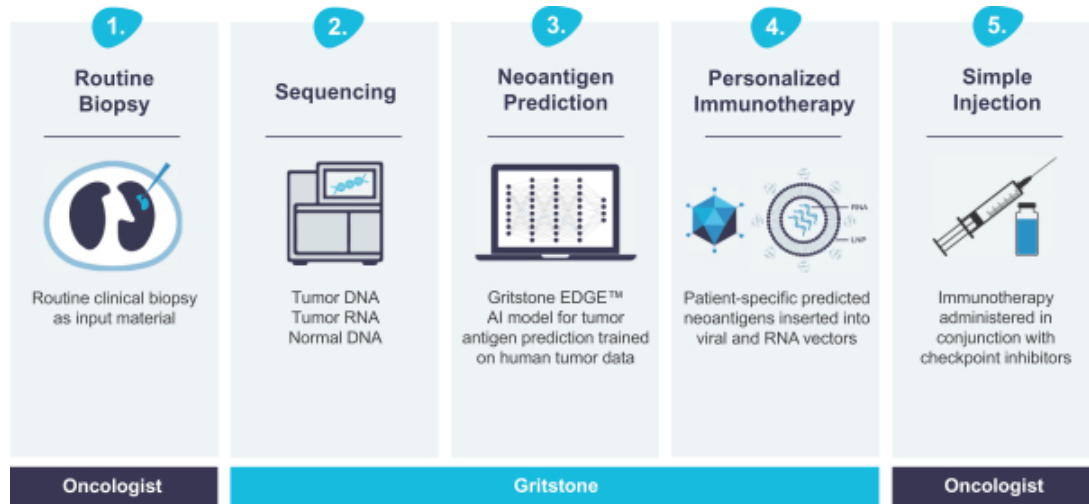 1.
Routine
Biopsy
Routine clinical biopsy
as input material
2.
Sequencing
Tumor DNA
Tumor RNA
Normal DNA
3.
Neoantigen
Prediction
Gritstone EDGE™
AI model for tumor
antigen prediction trained
on human tumor data
4.
Personalized
Immunotherapy
RNA
LNP
Patient-specific predicted
neoantigens inserted into
viral and RNA vectors
5.
Simple
Injection
Immunotherapy
administered in
conjunction with
checkpoint inhibitors
Oncologist
Gritstone
Oncologist